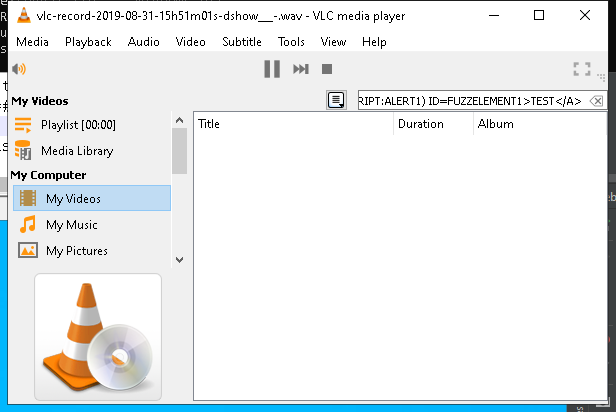 vlc-record-2019-08-31-15h51m01s-dshow__-.wav - VLC media player
Media Playback Audio Video Subtitle Tools View Help
My Videos
RIPT:ALERT1) ID=FUZZELEMENT1>TEST</A>
Title Duration Album
Playlist [00:00]
Media Library
My Computer
My Videos
My Music
My Pictures